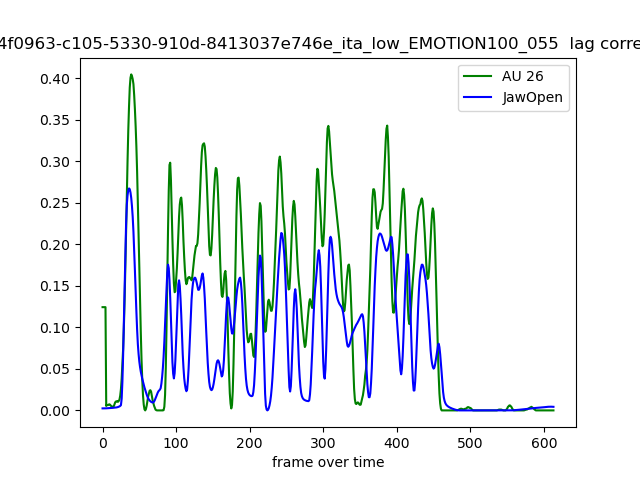 4f0963-c105-5330-910d-8413037e746e_ita_low_EMOTION100_055 lag corre
AU 26
JawOpen
0.40
0.35
0.30
0.25
0.20
0.15
0.10
0.05
0.00
0 100 200 300 400 500 600
frame over time